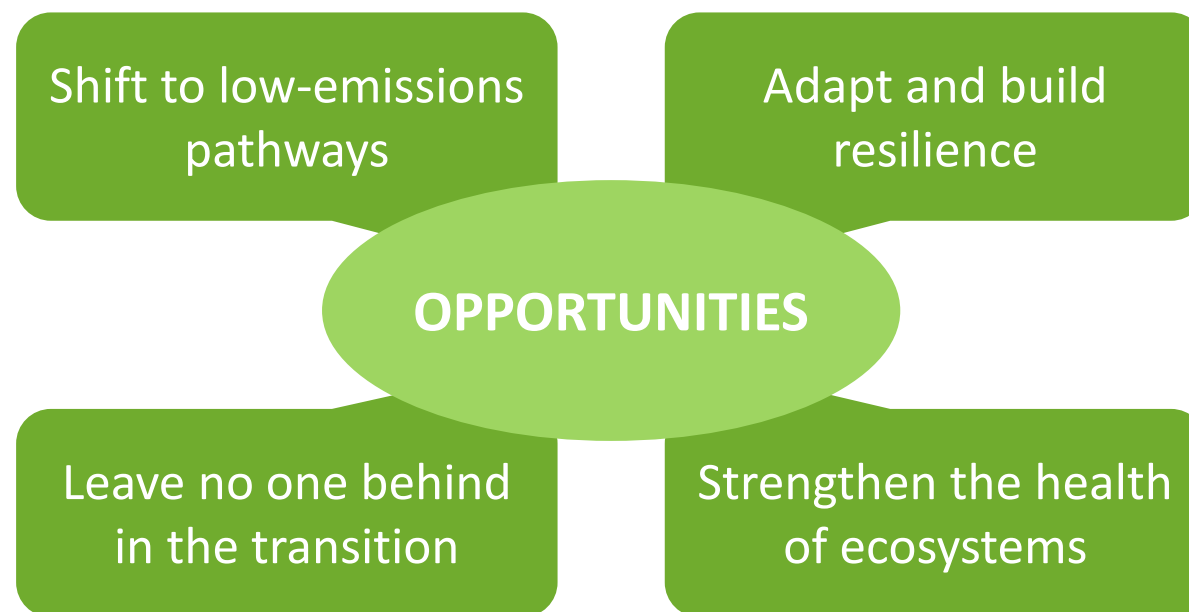 Shift to low-emissions
pathways
Adapt and build
resilience
OPPORTUNITIES
Leave no one behind
in the transition
Strengthen the health
of ecosystems